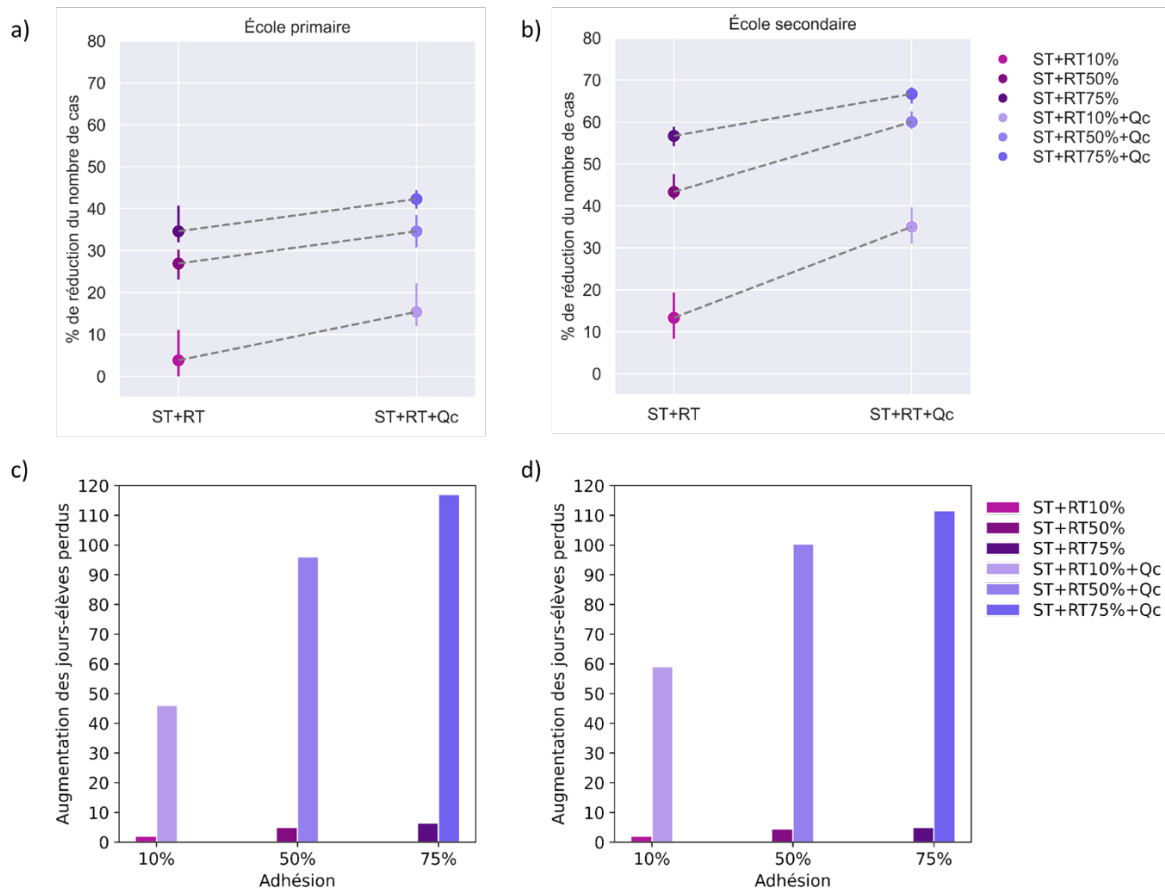 a)
École primaire
80
70
60
50
40
30
20
10
0
% de réduction du nombre de cas
ST+RT
ST+RT+Qc
b)
École secondaire
80
70
60
50
40
30
20
10
0
% de réduction du nombre de cas
ST+RT
ST+RT+Qc
ST+RT10%
ST+RT50%
ST+RT75%
ST+RT10%+Qc
ST+RT50%+Qc
ST+RT75%+Qc
c)
120
110
100
90
80
70
60
50
40
30
20
10
0
Augmentation des jours-élèves perdus
10%
50%
75%
Adhésion
d)
120
110
100
90
80
70
60
50
40
30
20
10
0
Augmentation des jours-élèves perdus
10%
50%
75%
Adhésion
ST+RT10%
ST+RT50%
ST+RT75%
ST+RT10%+Qc
ST+RT50%+Qc
ST+RT75%+Qc